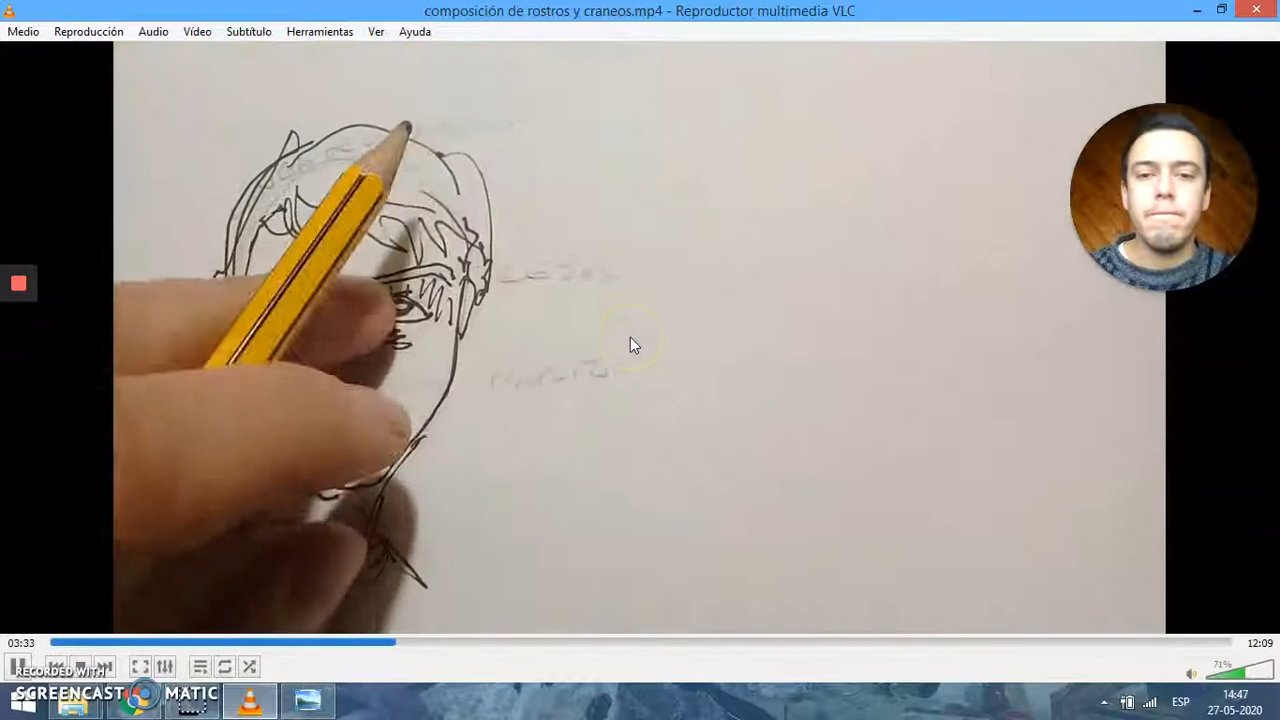 composición de rostros y craneos.mp4 - Reproductor multimedia VLC
Medio Reproducción Audio Vídeo Subtítulo Herramientas Ver Ayuda
03:33
12:09
71%
RECORDED WITH
SCREENCAST MATIC
ESP
14:47
27-05-2020